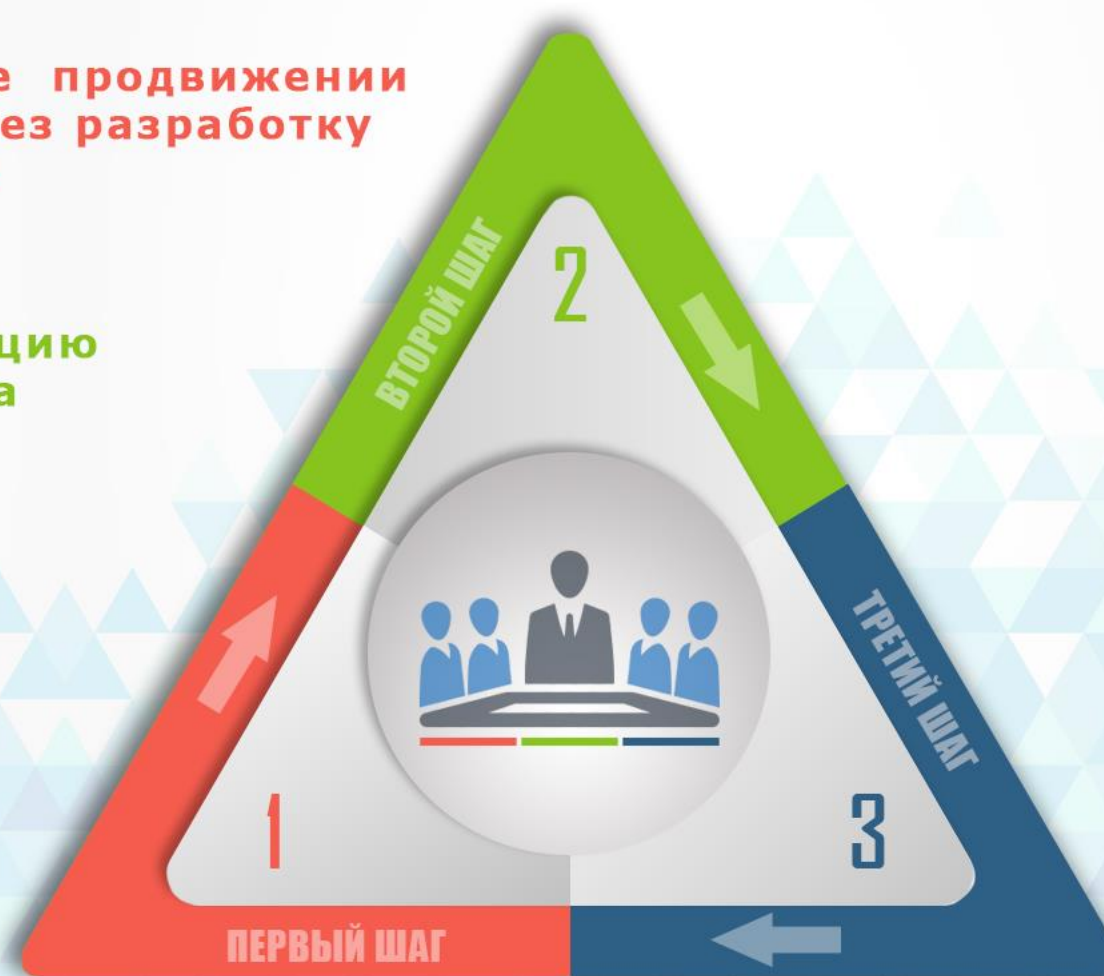 е продвижении
ез разработку
цию
а
ВТОРОЙ ШАГ
2
ТРЕТИЙ ШАГ
1
3
ПЕРВЫЙ ШАГ